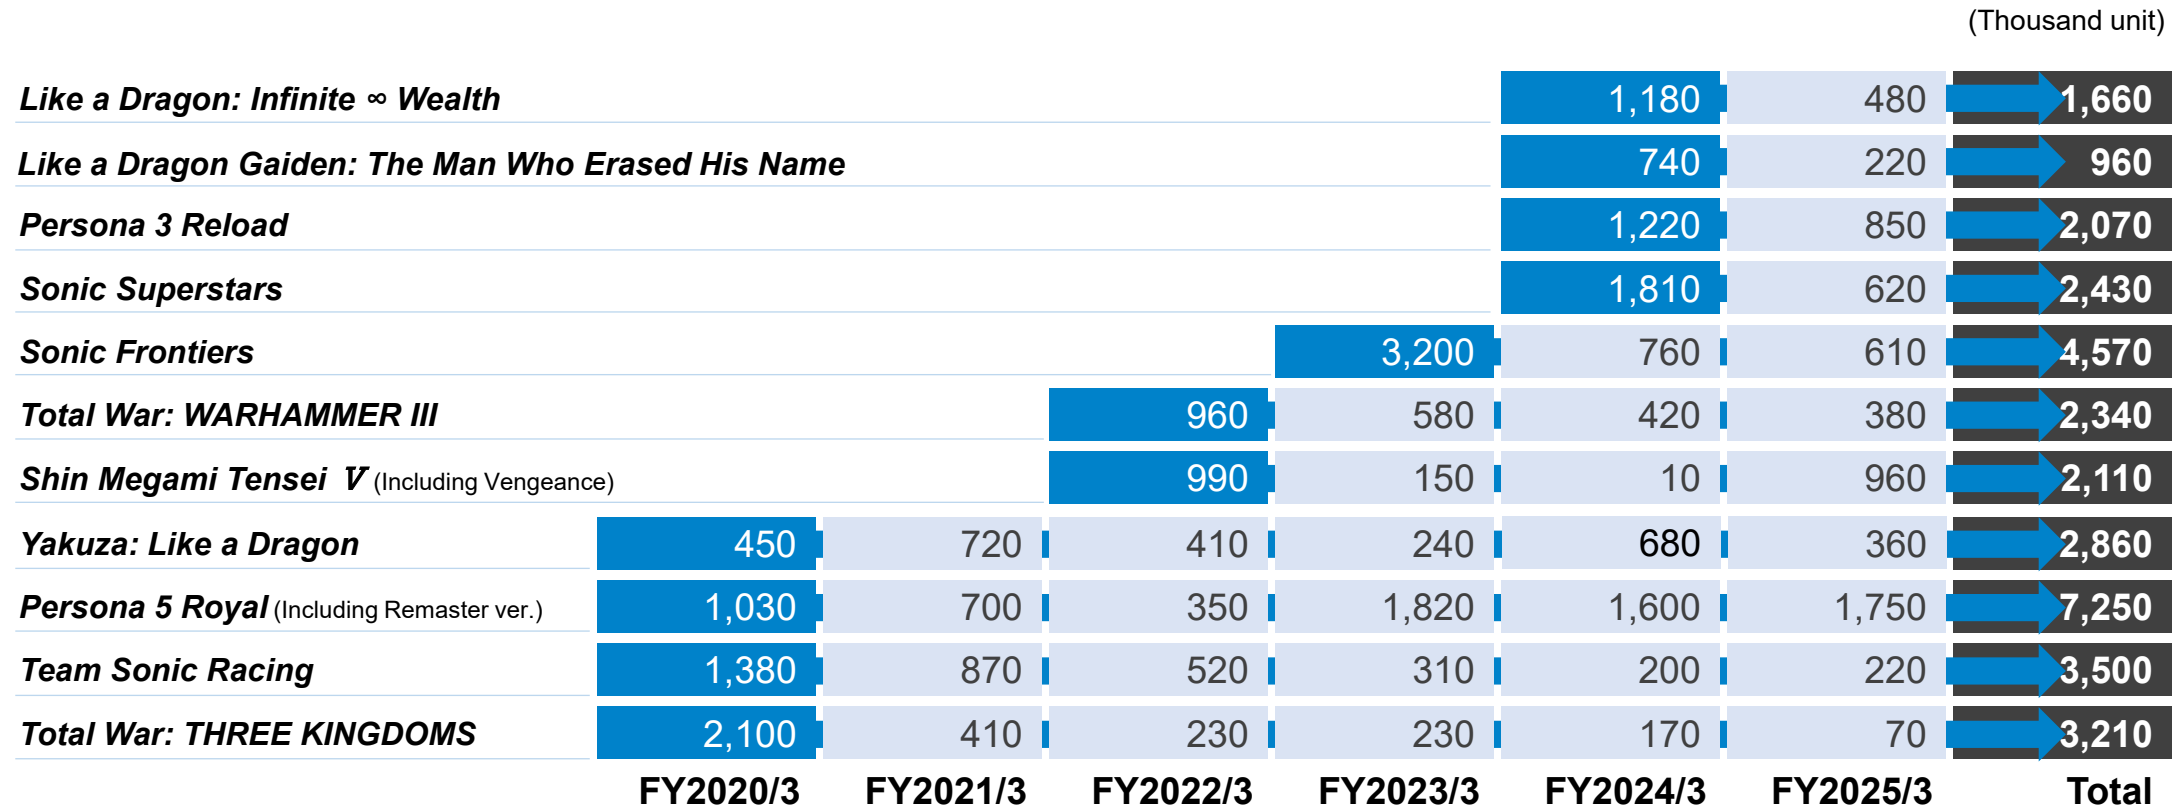 (Thousand unit)
Like a Dragon: Infinite ∞ Wealth 1,180 480 1,660
Like a Dragon Gaiden: The Man Who Erased His Name 740 220 960
Persona 3 Reload 1,220 850 2,070
Sonic Superstars 1,810 620 2,430
Sonic Frontiers 3,200 760 610 4,570
Total War: WARHAMMER III 960 580 420 380 2,340
Shin Megami Tensei V (Including Vengeance) 990 150 10 960 2,110
Yakuza: Like a Dragon 450 720 410 240 680 360 2,860
Persona 5 Royal (Including Remaster ver.) 1,030 700 350 1,820 1,600 1,750 7,250
Team Sonic Racing 1,380 870 520 310 200 220 3,500
Total War: THREE KINGDOMS 2,100 410 230 230 170 70 3,210
FY2020/3 FY2021/3 FY2022/3 FY2023/3 FY2024/3 FY2025/3 Total